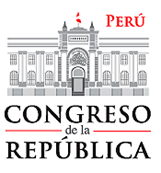 PERÚ
CONGRESO
de la
REPÚBLICA